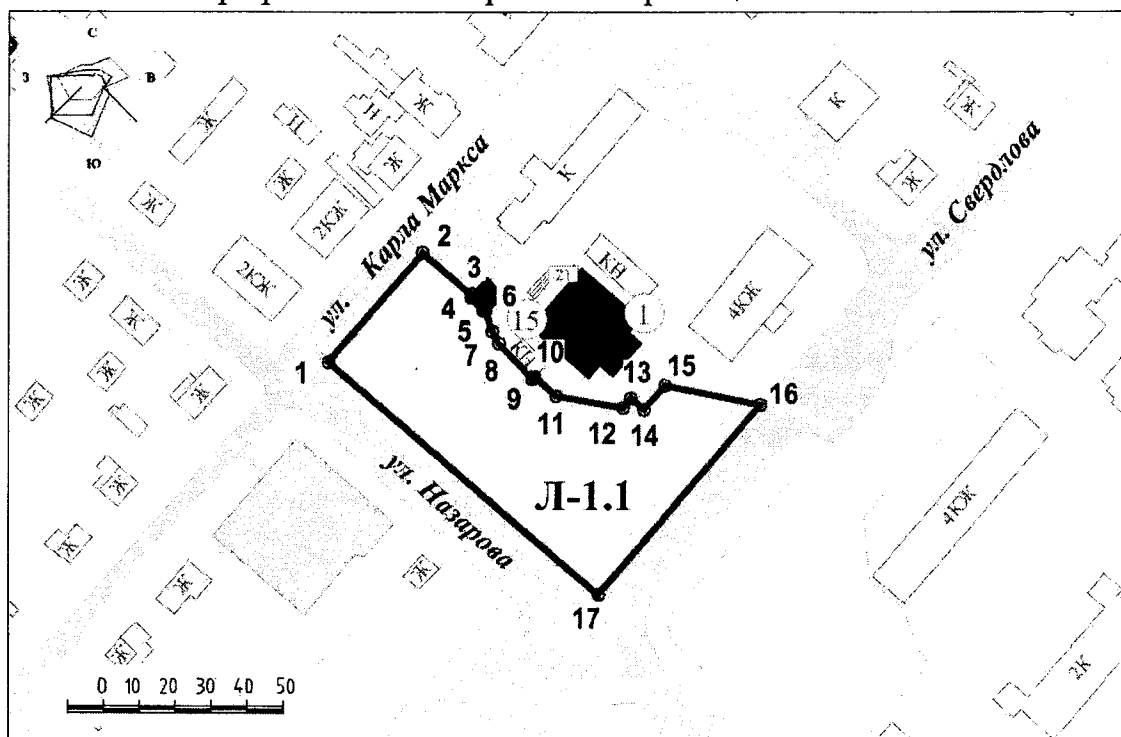 С
З
В
Ю
Ж
Н
Н
Ж
Ж
Ж
Ж
2КЖ
2КЖ
Ж
Ж
Ж
Ж
К
К
Ж
Ж
ул. Карла Маркса
ул. Свердлова
КН
21
15
1
4КЖ
КН
1
2
3
4
5
6
7
8
9
10
11
12
13
14
15
16
17
Л-1.1
ул. Назарова
Ж
Ж
Ж
Ж
Ж
4КЖ
2К
0 10 20 30 40 50